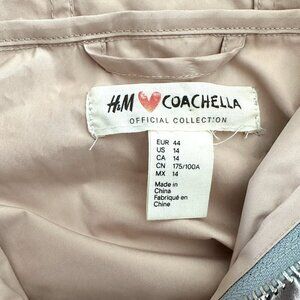 H&M ❤ COACHELLA
OFFICIAL COLLECTION
EUR 44
US 14
CA 14
CN 175/100A
MX 14
Made in
China
Fabriqué en
Chine